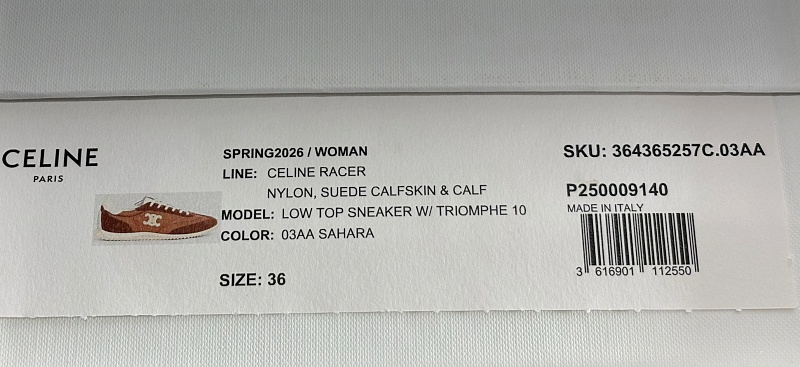 CELINE
PARIS
SPRING2026 / WOMAN
LINE: CELINE RACER
NYLON, SUEDE CALFSKIN & CALF
MODEL: LOW TOP SNEAKER W/ TRIOMPHE 10
COLOR: 03AA SAHARA
SIZE: 36
SKU: 364365257C.03AA
P250009140
MADE IN ITALY
3 616901 112550